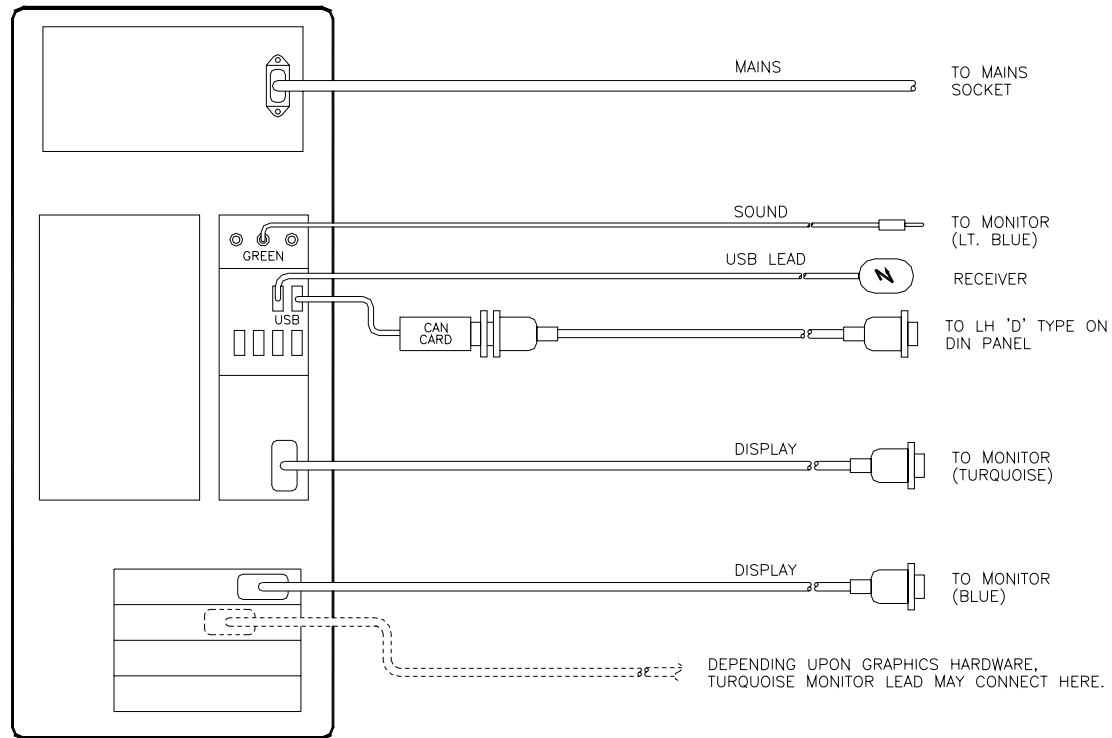 MAINS
TO MAINS
SOCKET
SOUND
TO MONITOR
(LT. BLUE)
GREEN
USB LEAD
RECEIVER
USB
CAN
CARD
TO LH 'D' TYPE ON
DIN PANEL
DISPLAY
TO MONITOR
(TURQUOISE)
DISPLAY
TO MONITOR
(BLUE)
DEPENDING UPON GRAPHICS HARDWARE,
TURQUOISE MONITOR LEAD MAY CONNECT HERE.